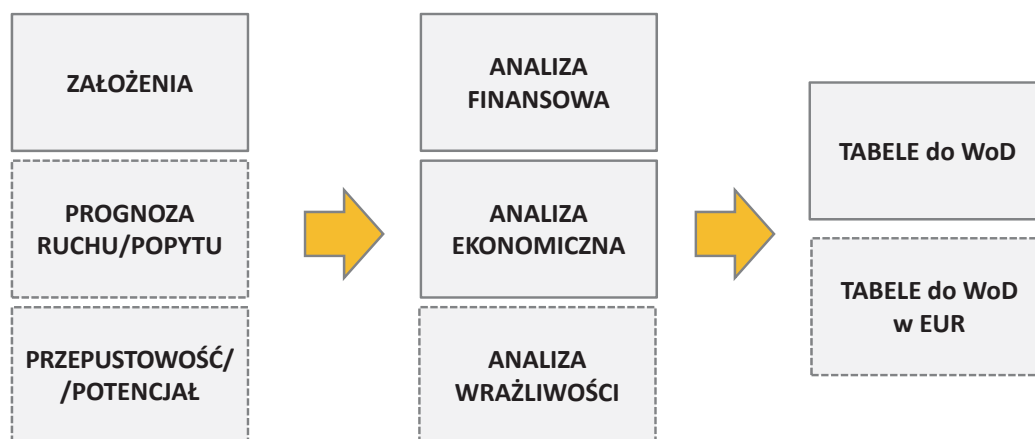 ZAŁOŻENIA
PROGNOZA
RUCHU/POPYTU
PRZEPUSTOWOŚĆ/
/POTENCJAŁ
ANALIZA
FINANSOWA
ANALIZA
EKONOMICZNA
ANALIZA
WRAŻLIWOŚCI
TABELE do WoD
TABELE do WoD
w EUR